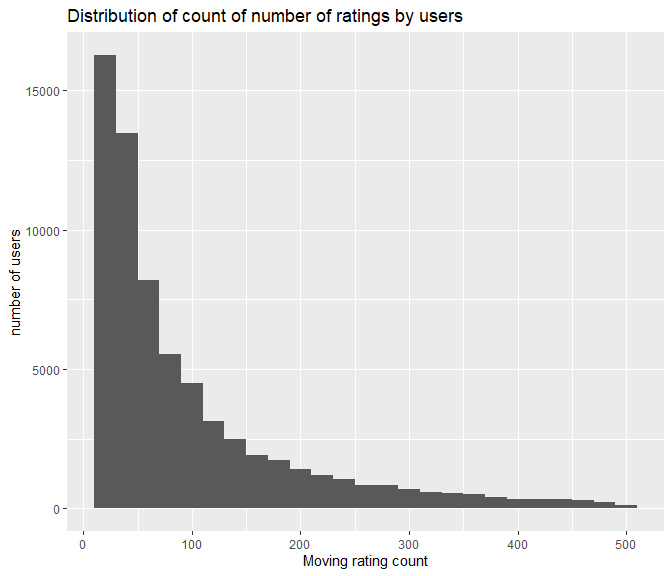 Distribution of count of number of ratings by users
number of users
15000
10000
5000
0
0 100 200 300 400 500
Moving rating count